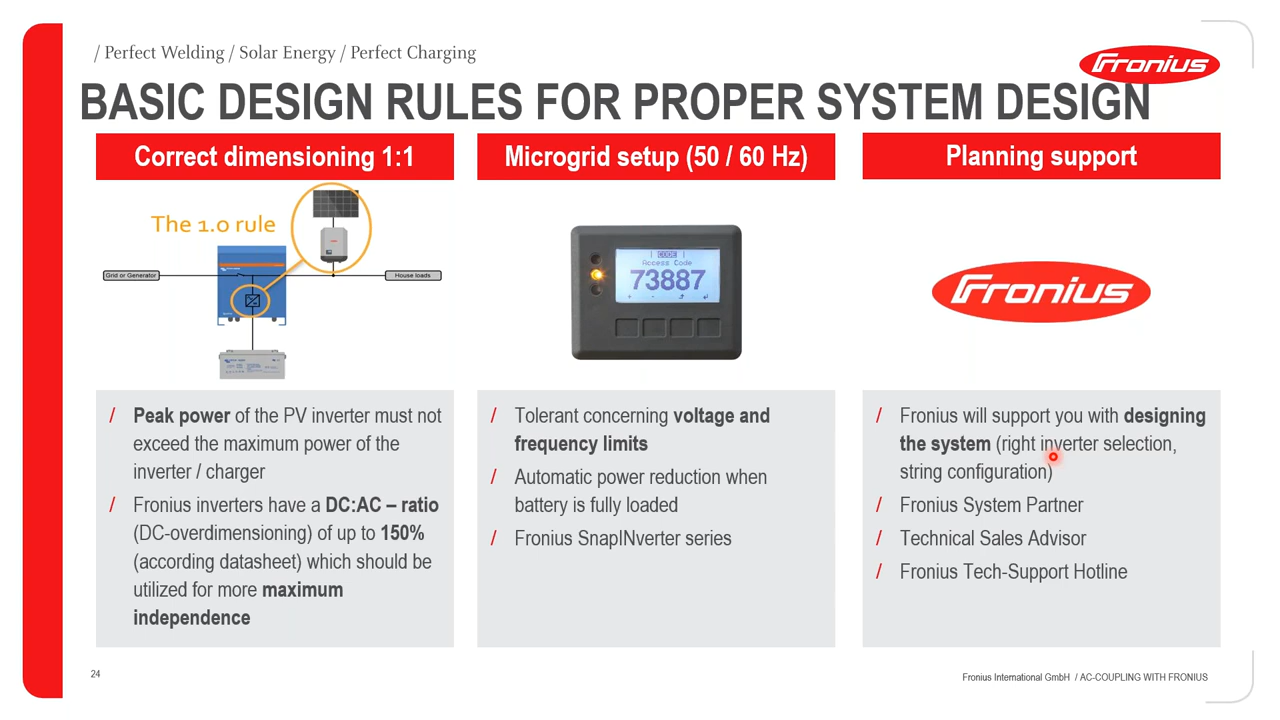 / Perfect Welding / Solar Energy / Perfect Charging
Fronius
BASIC DESIGN RULES FOR PROPER SYSTEM DESIGN
Correct dimensioning 1:1
The 1.0 rule
Grid or Generator
House loads
/ Peak power of the PV inverter must not
exceed the maximum power of the
inverter / charger
/ Fronius inverters have a DC:AC – ratio
(DC-overdimensioning) of up to 150%
(according datasheet) which should be
utilized for more maximum
independence
Microgrid setup (50 / 60 Hz)
CODE
Access Code
73887
/ Tolerant concerning voltage and
frequency limits
/ Automatic power reduction when
battery is fully loaded
/ Fronius SnapINverter series
Planning support
Fronius
/ Fronius will support you with designing
the system (right inverter selection,
string configuration)
/ Fronius System Partner
/ Technical Sales Advisor
/ Fronius Tech-Support Hotline
24
Fronius International GmbH / AC-COUPLING WITH FRONIUS